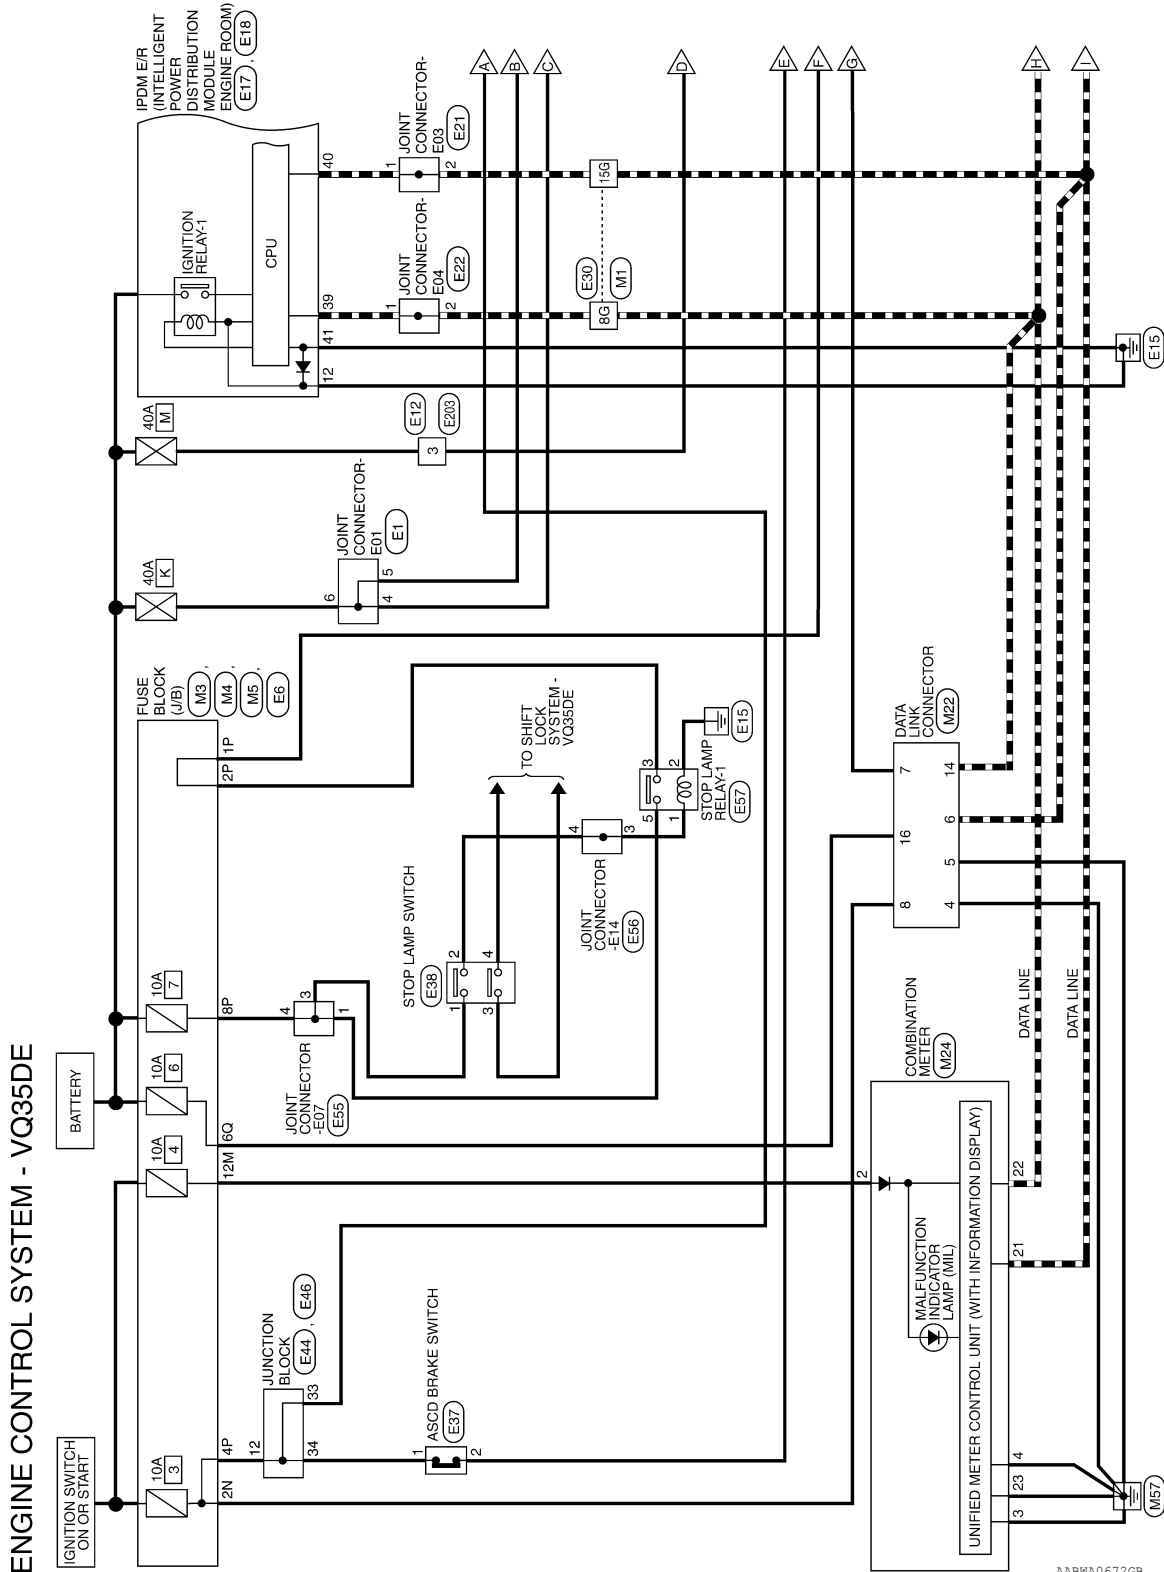 ENGINE CONTROL SYSTEM - VQ35DE
IGNITION SWITCH
ON OR START
BATTERY
10A
3
10A
4
10A
6
10A
7
40A
K
40A
M
FUSE
BLOCK
(J/B)
M3 ,
M4 ,
M5 ,
E6
2N
4P
12M
6Q
8P
2P
1P
IPDM E/R
(INTELLIGENT
POWER
DISTRIBUTION
MODULE
ENGINE ROOM)
E17 , E18
IGNITION
RELAY-1
CPU
12
41
39
40
JUNCTION
BLOCK
E44 , E46
12
34
33
JOINT
CONNECTOR
-E07
E55
4
3
1
JOINT
CONNECTOR-
E01
E1
6
5
4
E12
E203
3
JOINT
CONNECTOR-
E04
E22
1
2
JOINT
CONNECTOR-
E03
E21
1
2
ASCD BRAKE SWITCH
E37
1
2
STOP LAMP SWITCH
E38
1
2
3
4
TO SHIFT
LOCK
SYSTEM -
VQ35DE
JOINT
CONNECTOR
-E14
E56
4
3
STOP LAMP
RELAY-1
E57
5
3
1
2
E15
E30
M1
8G
15G
A
B
C
D
E
F
G
H
I
DATA
LINK
CONNECTOR
M22
8
16
7
4
5
6
14
COMBINATION
METER
M24
2
MALFUNCTION
INDICATOR
LAMP (MIL)
UNIFIED METER CONTROL UNIT (WITH INFORMATION DISPLAY)
3
23
4
21
22
DATA LINE
DATA LINE
M57
E15
AABWA0672GB